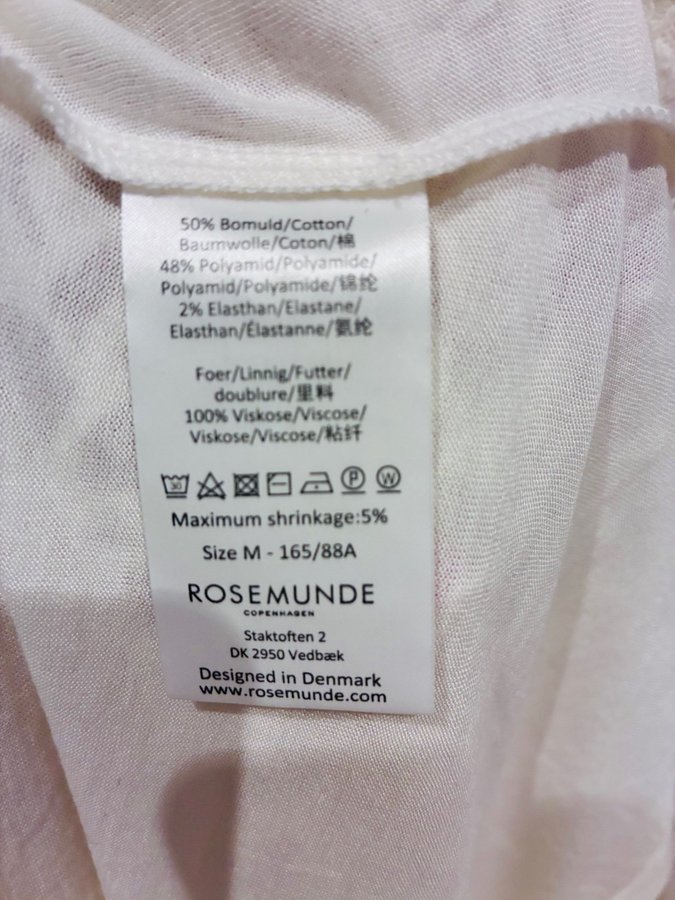 50% Bomuld/Cotton/
Baumwolle/Coton/棉
48% Polyamid/Polyamide/
Polyamid/Polyamide/锦纶
2% Elasthan/Elastane/
Elasthan/Élastanne/氨纶
Foer/Linnig/Futter/
doublure/里料
100% Viskose/Viscose/
Viskose/Viscose/粘纤
30 P W
Maximum shrinkage:5%
Size M - 165/88A
ROSEMUNDE
COPENHAGEN
Staktoften 2
DK 2950 Vedbæk
Designed in Denmark
www.rosemunde.com